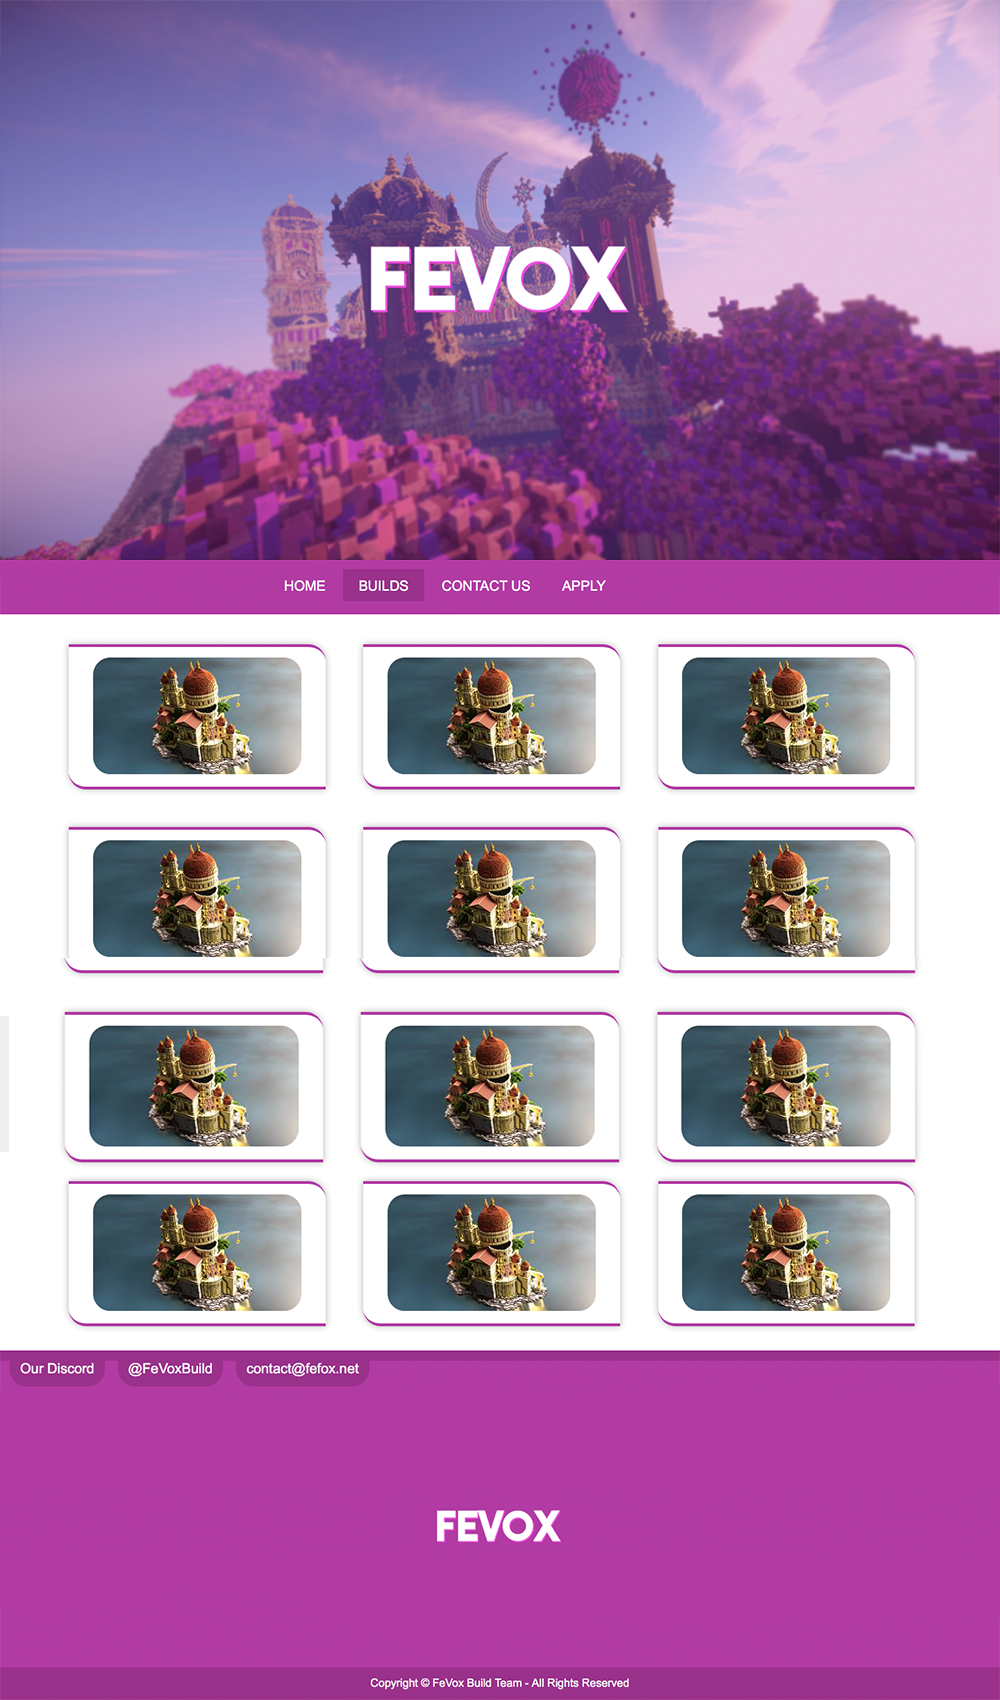 FEVOX
HOME BUILDS CONTACT US APPLY
Our Discord @FeVoxBuild contact@fefox.net
FEVOX
Copyright © FeVox Build Team - All Rights Reserved